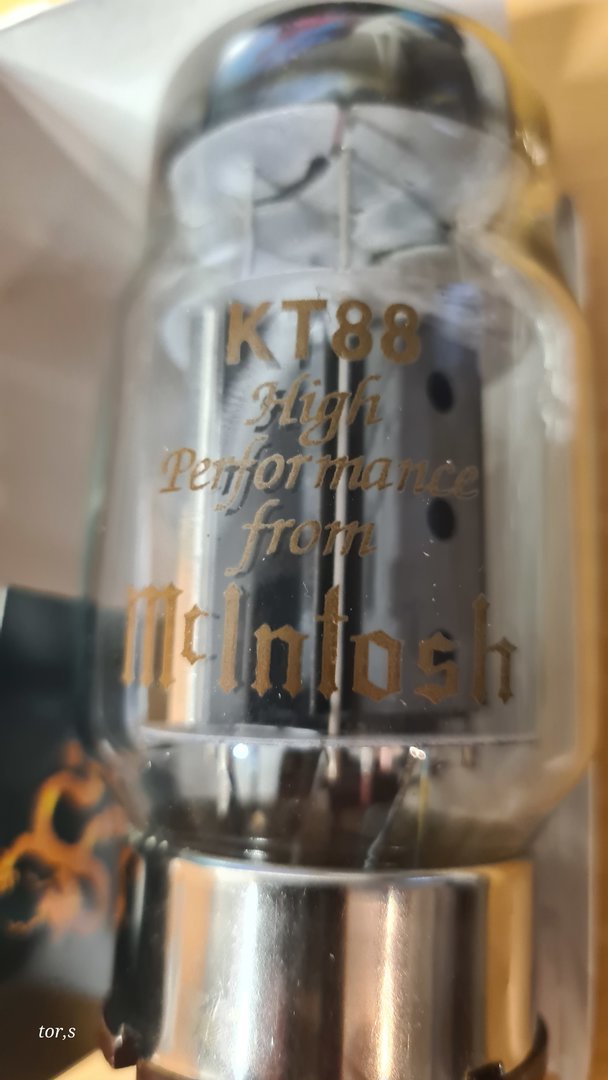 KT88
High
Performance
from
McIntosh
tor,s